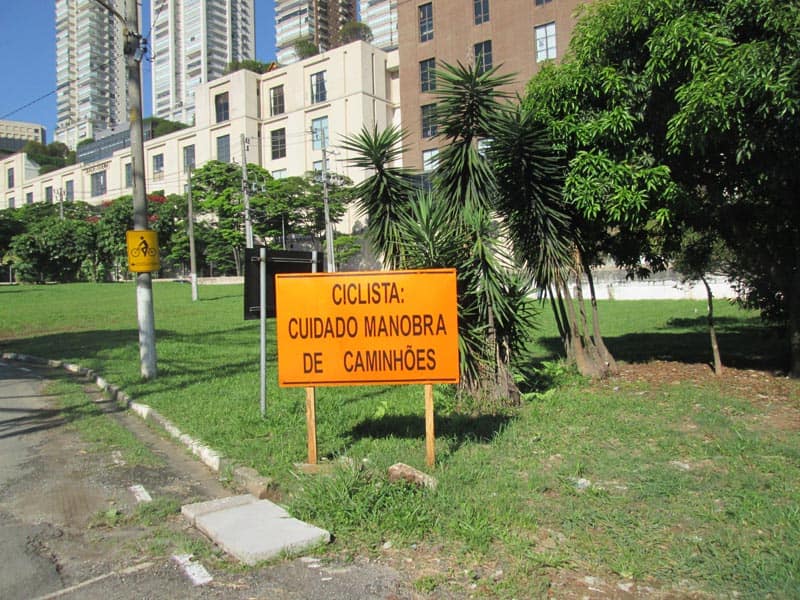 CICLISTA:
CUIDADO MANOBRA
DE CAMINHÕES